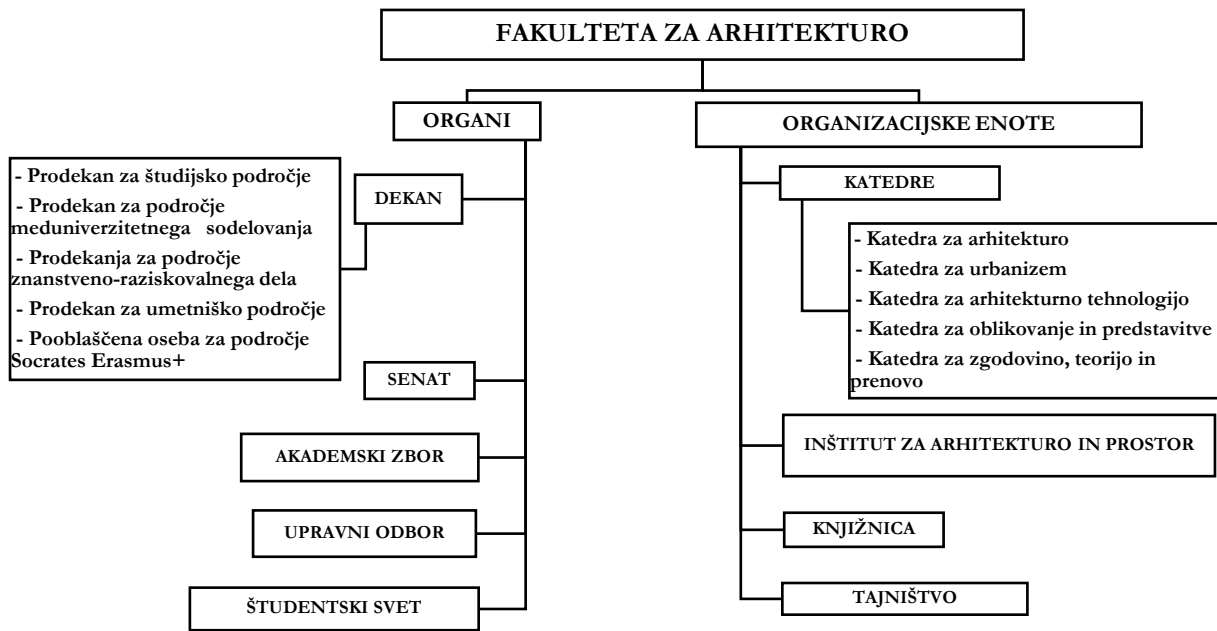 FAKULTETA ZA ARHITEKTURO
ORGANI
- Prodekan za študijsko področje
- Prodekan za področje
meduniverzitetnega sodelovanja
- Prodekanja za področje
znanstveno-raziskovalnega dela
- Prodekan za umetniško področje
- Pooblaščena oseba za področje
Socrates Erasmus+
DEKAN
SENAT
AKADEMSKI ZBOR
UPRAVNI ODBOR
ŠTUDENTSKI SVET
ORGANIZACIJSKE ENOTE
KATEDRE
- Katedra za arhitekturo
- Katedra za urbanizem
- Katedra za arhitekturno tehnologijo
- Katedra za oblikovanje in predstavitve
- Katedra za zgodovino, teorijo in
prenovo
INŠTITUT ZA ARHITEKTURO IN PROSTOR
KNJIŽNICA
TAJNIŠTVO